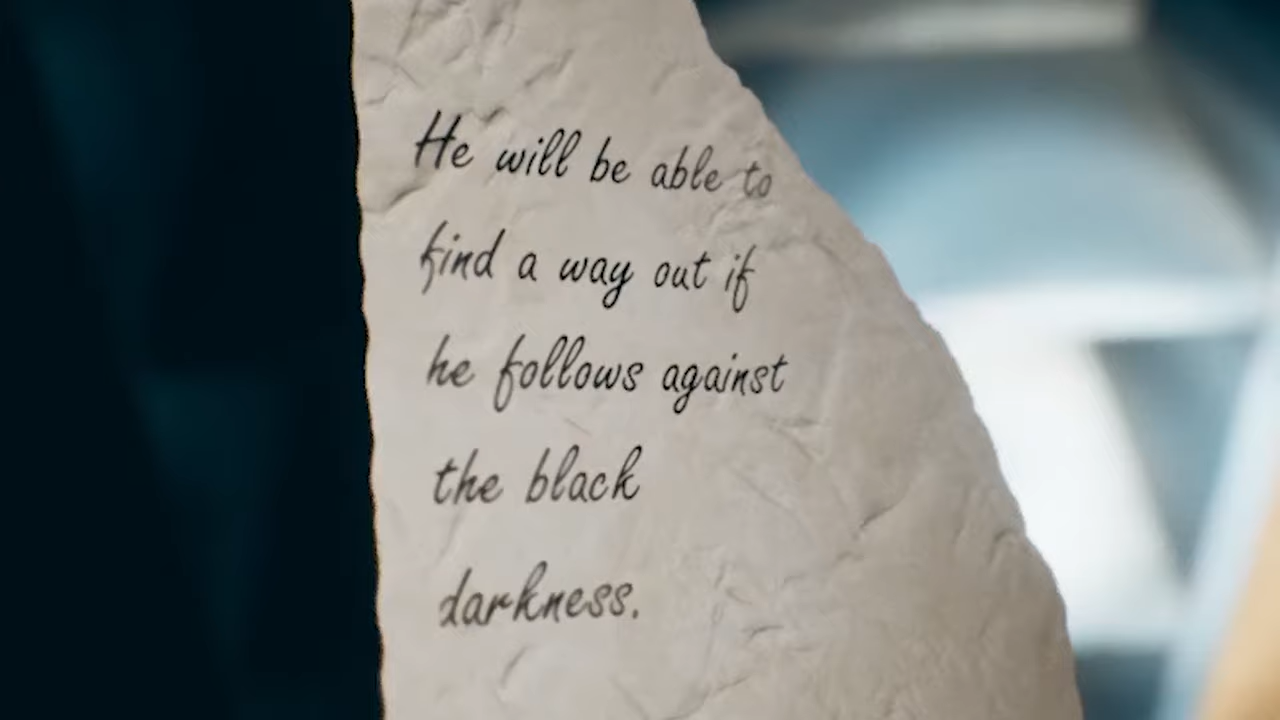 He will be able to
find a way out if
he follows against
the black
darkness.